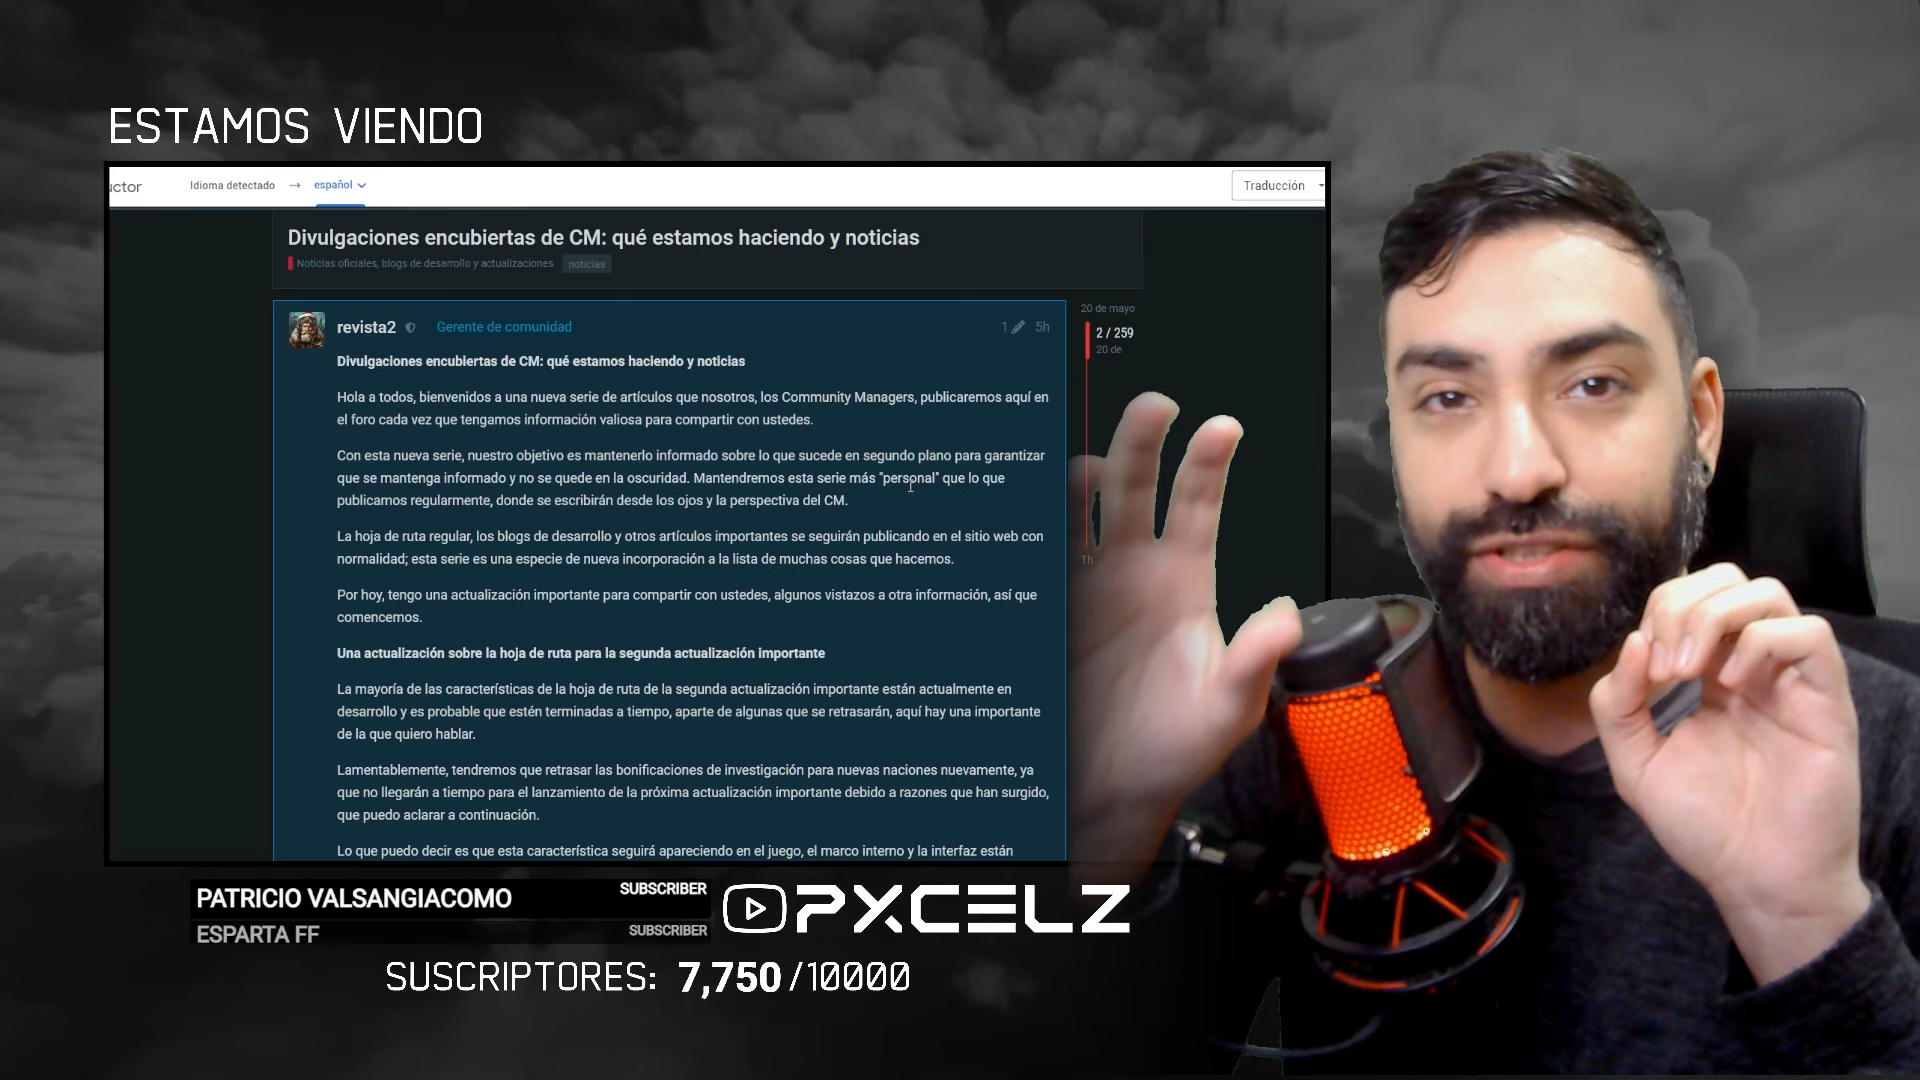 ESTAMOS VIENDO
uctor
Idioma detectado → español
Traducción
Divulgaciones encubiertas de CM: qué estamos haciendo y noticias
Noticias oficiales, blogs de desarrollo y actualizaciones noticias
revista2 Gerente de comunidad 1 5h
20 de mayo
2 / 259
20 de
1h
Divulgaciones encubiertas de CM: qué estamos haciendo y noticias
Hola a todos, bienvenidos a una nueva serie de artículos que nosotros, los Community Managers, publicaremos aquí en
el foro cada vez que tengamos información valiosa para compartir con ustedes.
Con esta nueva serie, nuestro objetivo es mantenerlo informado sobre lo que sucede en segundo plano para garantizar
que se mantenga informado y no se quede en la oscuridad. Mantendremos esta serie más "personal" que lo que
publicamos regularmente, donde se escribirán desde los ojos y la perspectiva del CM.
La hoja de ruta regular, los blogs de desarrollo y otros artículos importantes se seguirán publicando en el sitio web con
normalidad; esta serie es una especie de nueva incorporación a la lista de muchas cosas que hacemos.
Por hoy, tengo una actualización importante para compartir con ustedes, algunos vistazos a otra información, así que
comencemos.
Una actualización sobre la hoja de ruta para la segunda actualización importante
La mayoría de las características de la hoja de ruta de la segunda actualización importante están actualmente en
desarrollo y es probable que estén terminadas a tiempo, aparte de algunas que se retrasarán, aquí hay una importante
de la que quiero hablar.
Lamentablemente, tendremos que retrasar las bonificaciones de investigación para nuevas naciones nuevamente, ya
que no llegarán a tiempo para el lanzamiento de la próxima actualización importante debido a razones que han surgido,
que puedo aclarar a continuación.
Lo que puedo decir es que esta característica seguirá apareciendo en el juego, el marco interno y la interfaz están
PATRICIO VALSANGIACOMO SUBSCRIBER
ESPARTA FF SUBSCRIBER
PXCELZ
SUSCRIPTORES: 7,750/10000